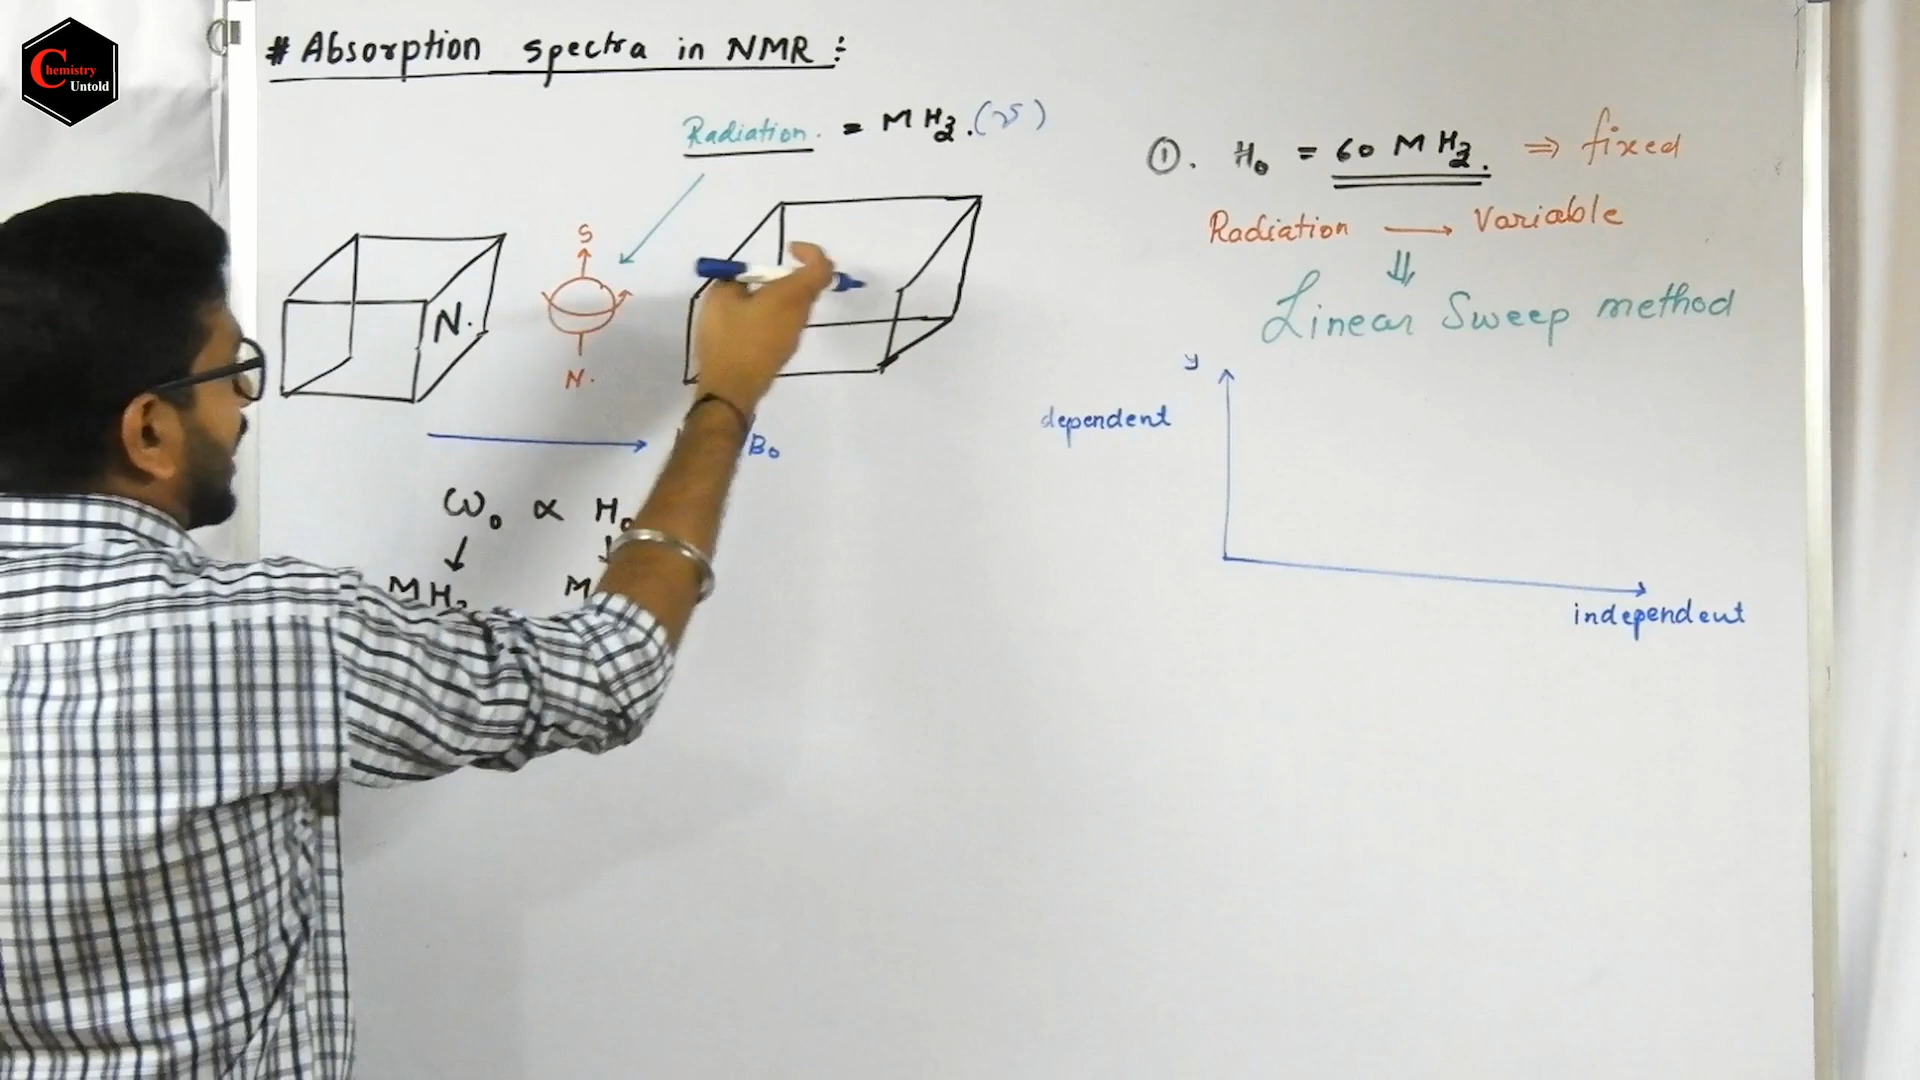 Chemistry
Untold
# Absorption spectra in NMR :
Radiation. = MHz. (ν)
S
N.
N.
B₀
ω₀ ∝ H₀
MHz
①. H₀ = 60 MHz. ⇒ fixed
Radiation → Variable
⇓
Linear Sweep method
y
dependent
independent